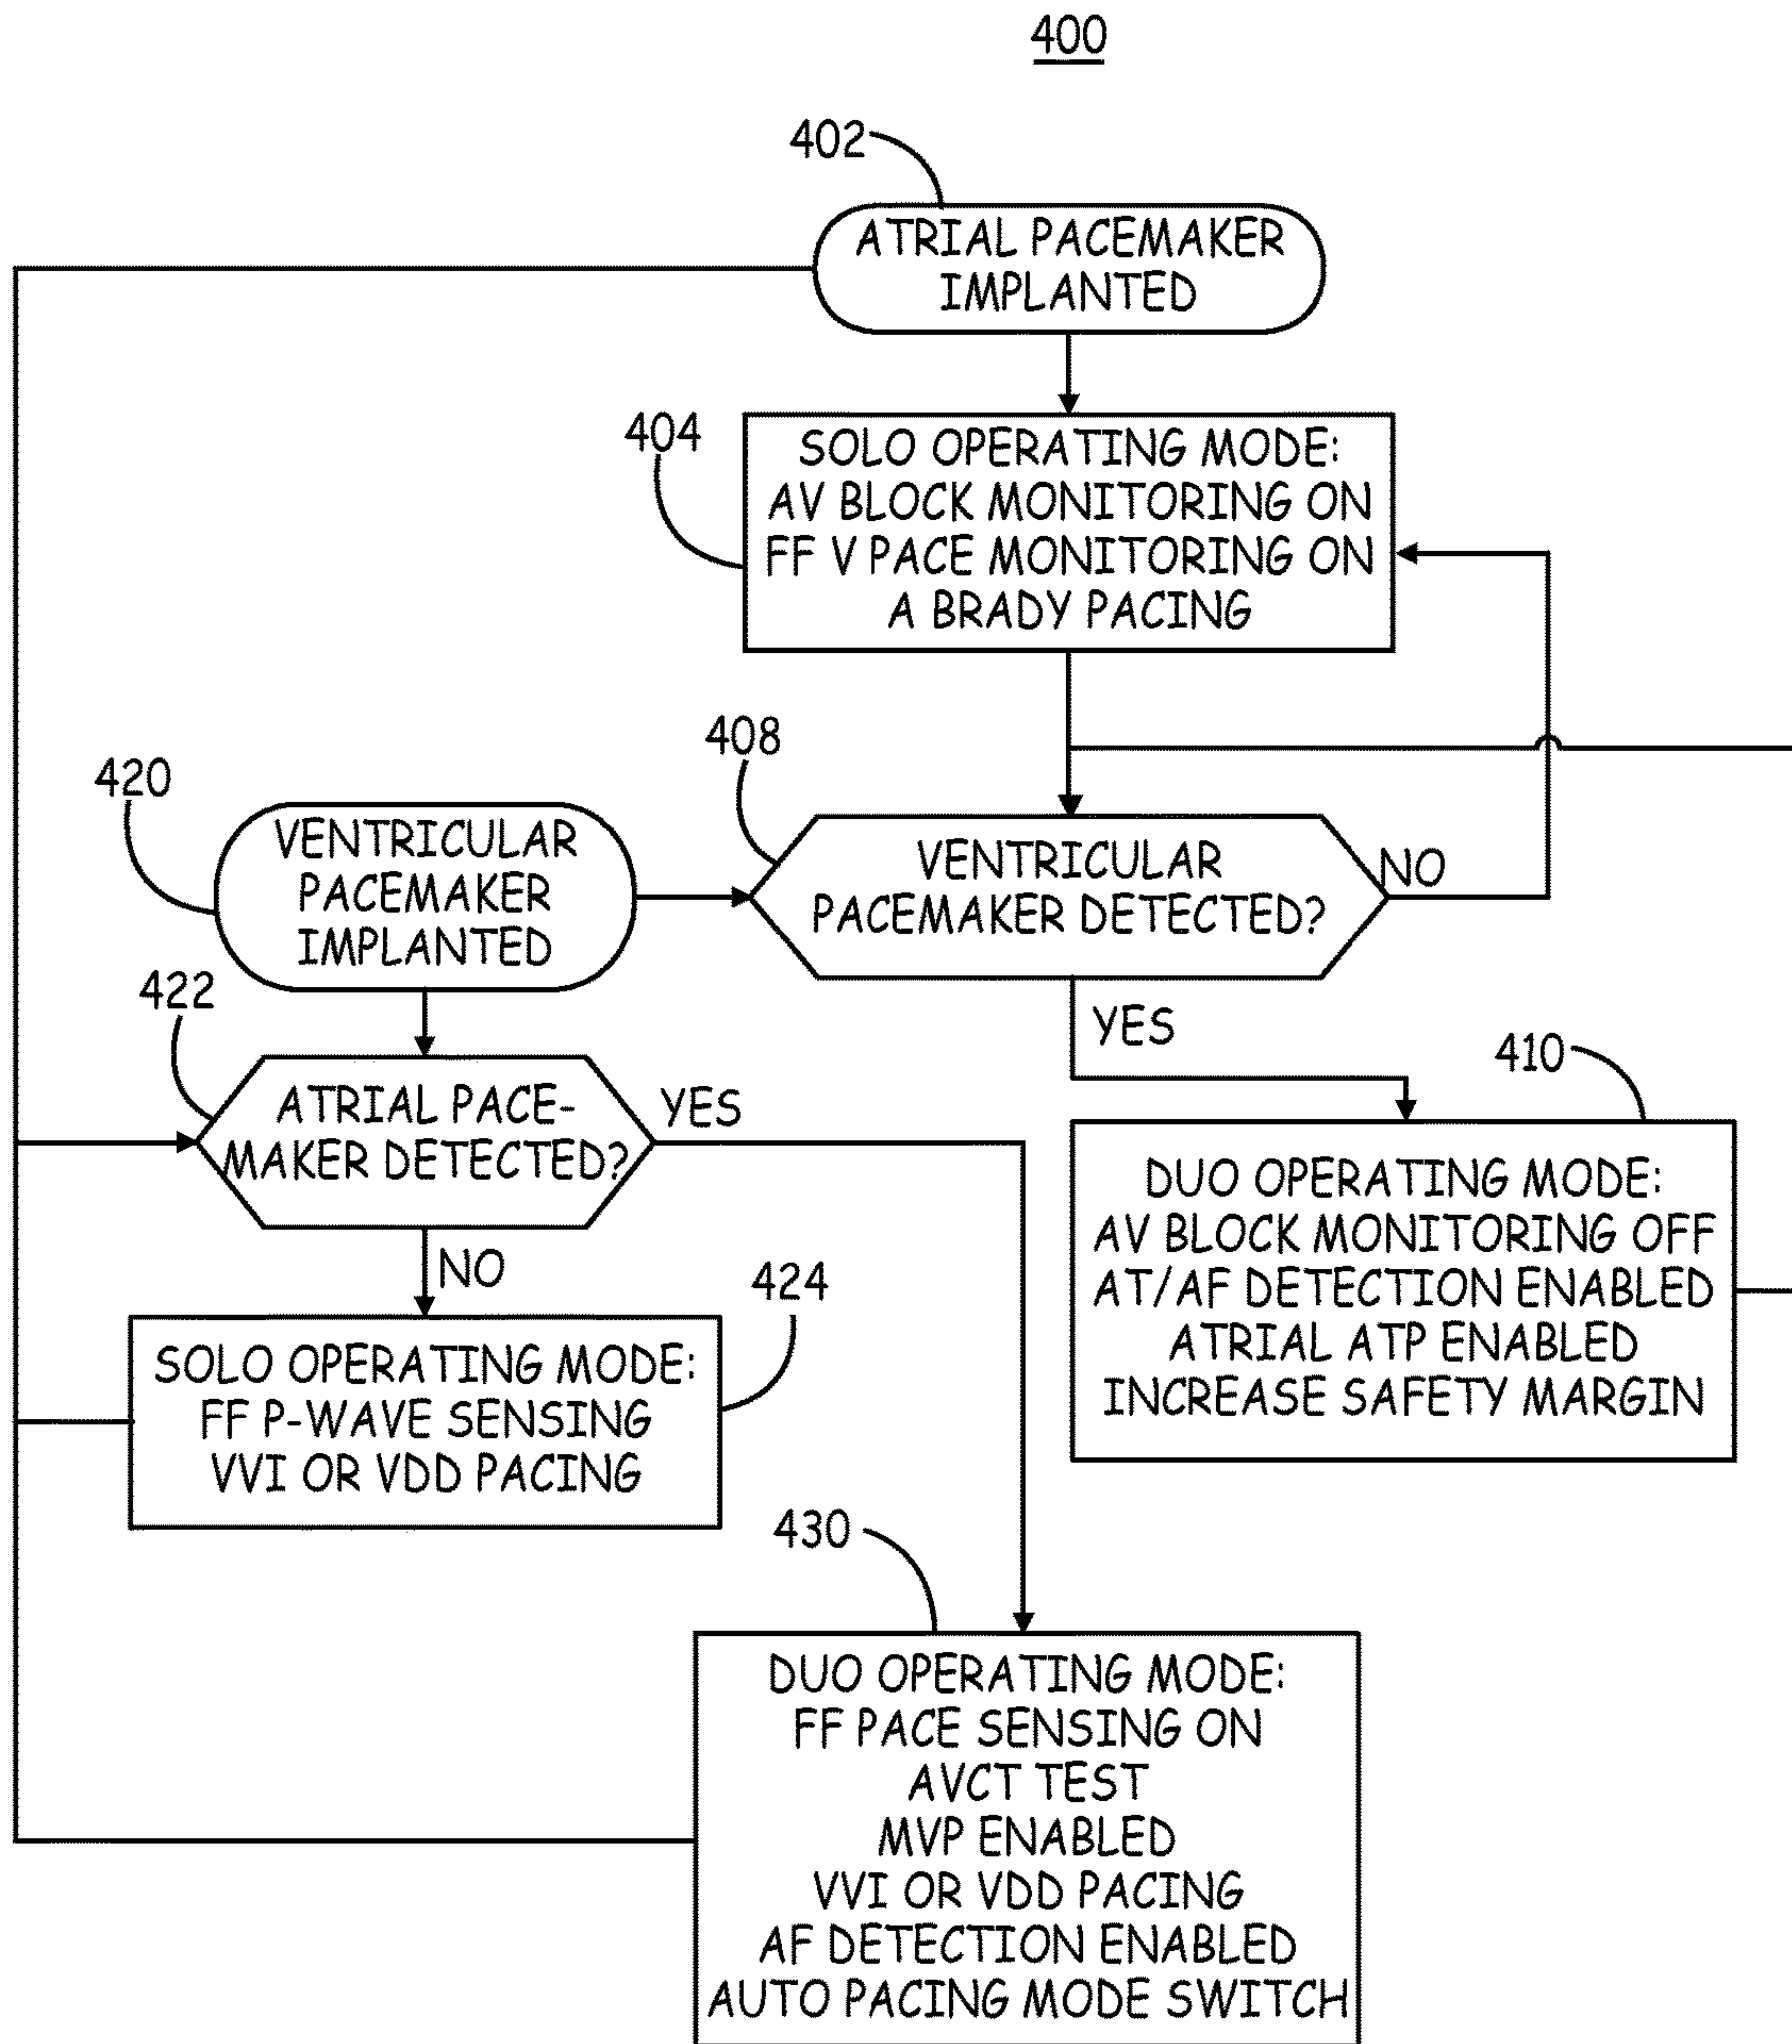 400
402
ATRIAL PACEMAKER
IMPLANTED
404
SOLO OPERATING MODE:
AV BLOCK MONITORING ON
FF V PACE MONITORING ON
A BRADY PACING
408
420
VENTRICULAR
PACEMAKER
IMPLANTED
VENTRICULAR
PACEMAKER DETECTED?
NO
YES
422
ATRIAL PACE-
MAKER DETECTED?
YES
NO
410
DUO OPERATING MODE:
AV BLOCK MONITORING OFF
AT/AF DETECTION ENABLED
ATRIAL ATP ENABLED
INCREASE SAFETY MARGIN
424
SOLO OPERATING MODE:
FF P-WAVE SENSING
VVI OR VDD PACING
430
DUO OPERATING MODE:
FF PACE SENSING ON
AVCT TEST
MVP ENABLED
VVI OR VDD PACING
AF DETECTION ENABLED
AUTO PACING MODE SWITCH